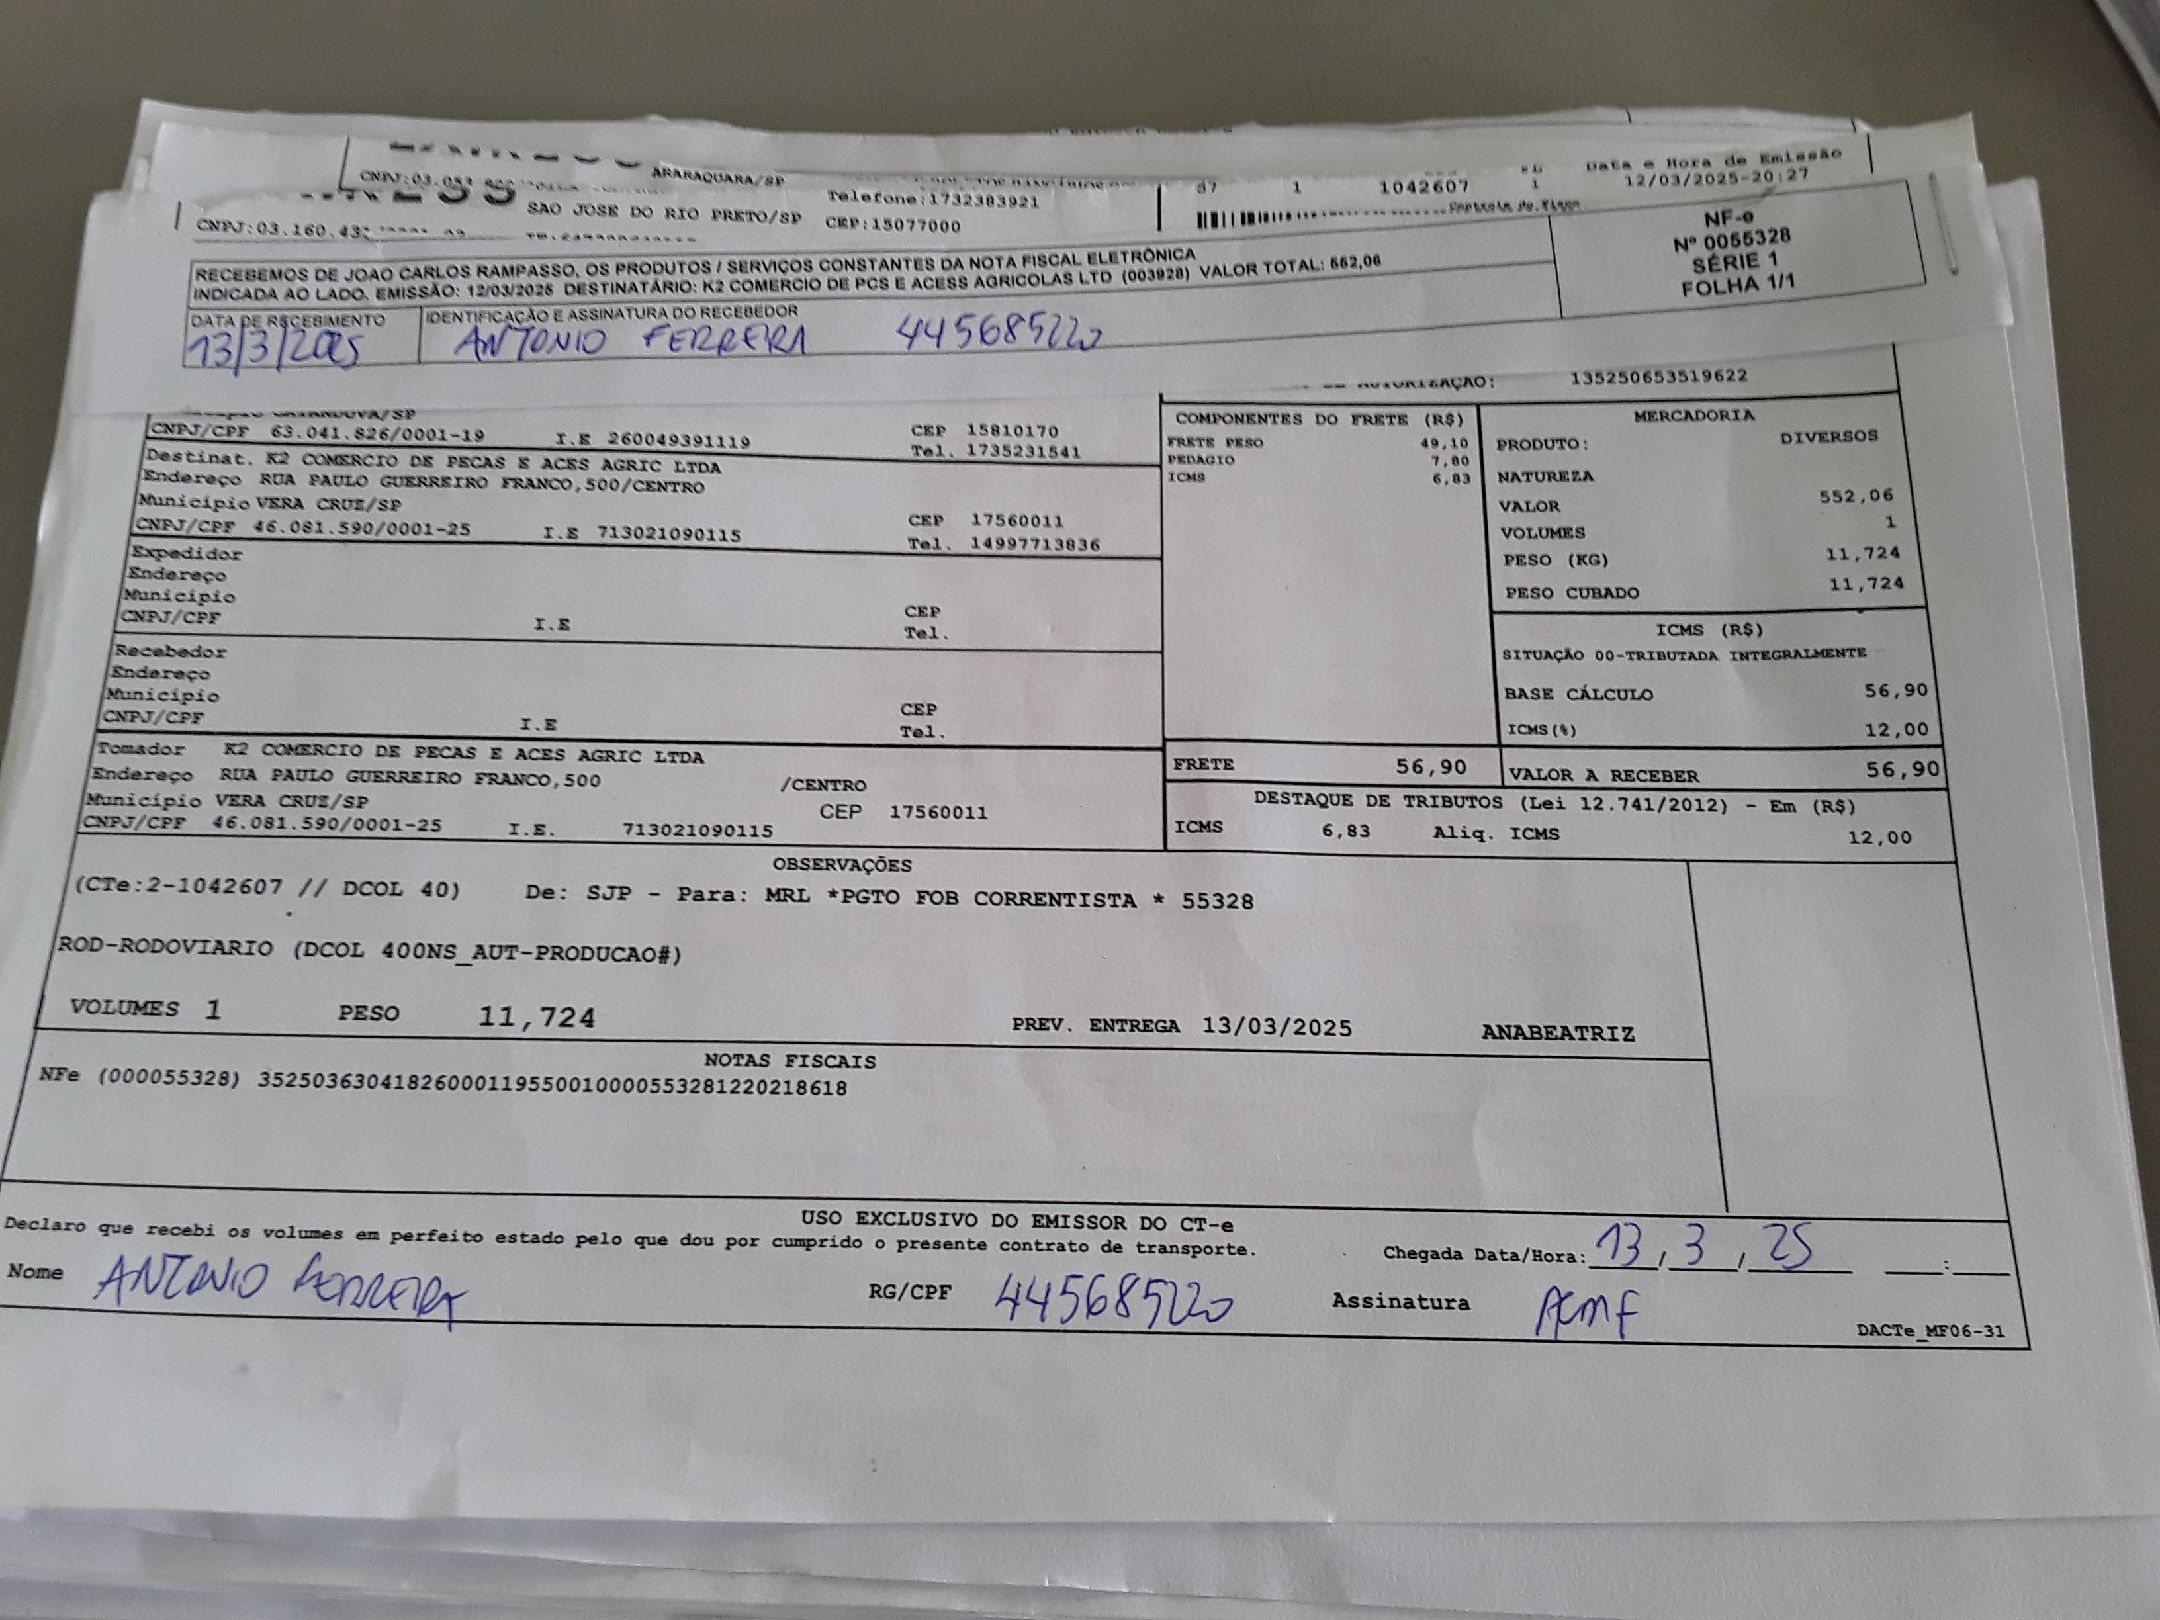 ARARAQUARA/SP
Data e Hora de Emissão
57 1 1042607 1 12/03/2025-20:27
SAO JOSE DO RIO PRETO/SP
Telefone:1732383921
CEP:15077000
CNPJ:03.160.43
RECEBEMOS DE JOAO CARLOS RAMPASSO, OS PRODUTOS / SERVIÇOS CONSTANTES DA NOTA FISCAL ELETRÔNICA
INDICADA AO LADO. EMISSÃO: 12/03/2025 DESTINATÁRIO: K2 COMERCIO DE PCS E ACESS AGRICOLAS LTD (003928) VALOR TOTAL: 552,06
NF-e
Nº 0055328
SÉRIE 1
FOLHA 1/1
DATA DE RECEBIMENTO
13/3/2025
IDENTIFICAÇÃO E ASSINATURA DO RECEBEDOR
ANTONIO FERREIRA 445685220
AUTORIZAÇÃO: 135250653519622
CATANDUVA/SP
CNPJ/CPF 63.041.826/0001-19 I.E 260049391119
CEP 15810170
Tel. 1735231541
Destinat. K2 COMERCIO DE PECAS E ACES AGRIC LTDA
Endereço RUA PAULO GUERREIRO FRANCO,500/CENTRO
Município VERA CRUZ/SP
CNPJ/CPF 46.081.590/0001-25 I.E 713021090115
CEP 17560011
Tel. 14997713836
Expedidor
Endereço
Município
CNPJ/CPF I.E
CEP
Tel.
Recebedor
Endereço
Município
CNPJ/CPF I.E
CEP
Tel.
Tomador K2 COMERCIO DE PECAS E ACES AGRIC LTDA
Endereço RUA PAULO GUERREIRO FRANCO,500 /CENTRO
Município VERA CRUZ/SP CEP 17560011
CNPJ/CPF 46.081.590/0001-25 I.E. 713021090115
COMPONENTES DO FRETE (R$)
FRETE PESO 49,10
PEDAGIO 7,80
ICMS 6,83
MERCADORIA
PRODUTO: DIVERSOS
NATUREZA
VALOR 552,06
VOLUMES 1
PESO (KG) 11,724
PESO CUBADO 11,724
ICMS (R$)
SITUAÇÃO 00-TRIBUTADA INTEGRALMENTE
BASE CÁLCULO 56,90
ICMS(%) 12,00
FRETE 56,90
VALOR A RECEBER 56,90
DESTAQUE DE TRIBUTOS (Lei 12.741/2012) - Em (R$)
ICMS 6,83 Aliq. ICMS 12,00
OBSERVAÇÕES
(CTe:2-1042607 // DCOL 40) De: SJP - Para: MRL *PGTO FOB CORRENTISTA * 55328
ROD-RODOVIARIO (DCOL 400NS_AUT-PRODUCAO#)
VOLUMES 1 PESO 11,724 PREV. ENTREGA 13/03/2025 ANABEATRIZ
NOTAS FISCAIS
NFe (000055328) 35250363041826000119550010000553281220218618
USO EXCLUSIVO DO EMISSOR DO CT-e
Declaro que recebi os volumes em perfeito estado pelo que dou por cumprido o presente contrato de transporte.
Chegada Data/Hora: 13, 3, 25 :
Nome ANTONIO FERREIRA RG/CPF 445685220 Assinatura ACMF
DACTe_MF06-31